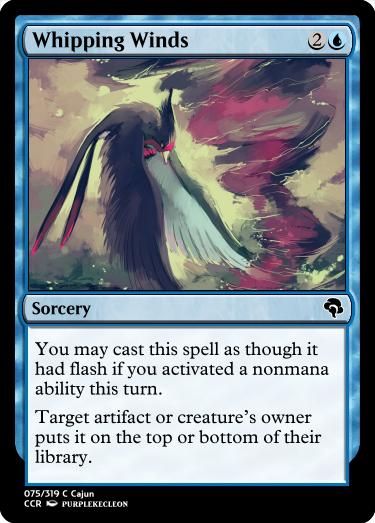 Whipping Winds 2
Sorcery
You may cast this spell as though it
had flash if you activated a nonmana
ability this turn.
Target artifact or creature's owner
puts it on the top or bottom of their
library.
075/319 C Cajun
CCR PURPLEKECLEON